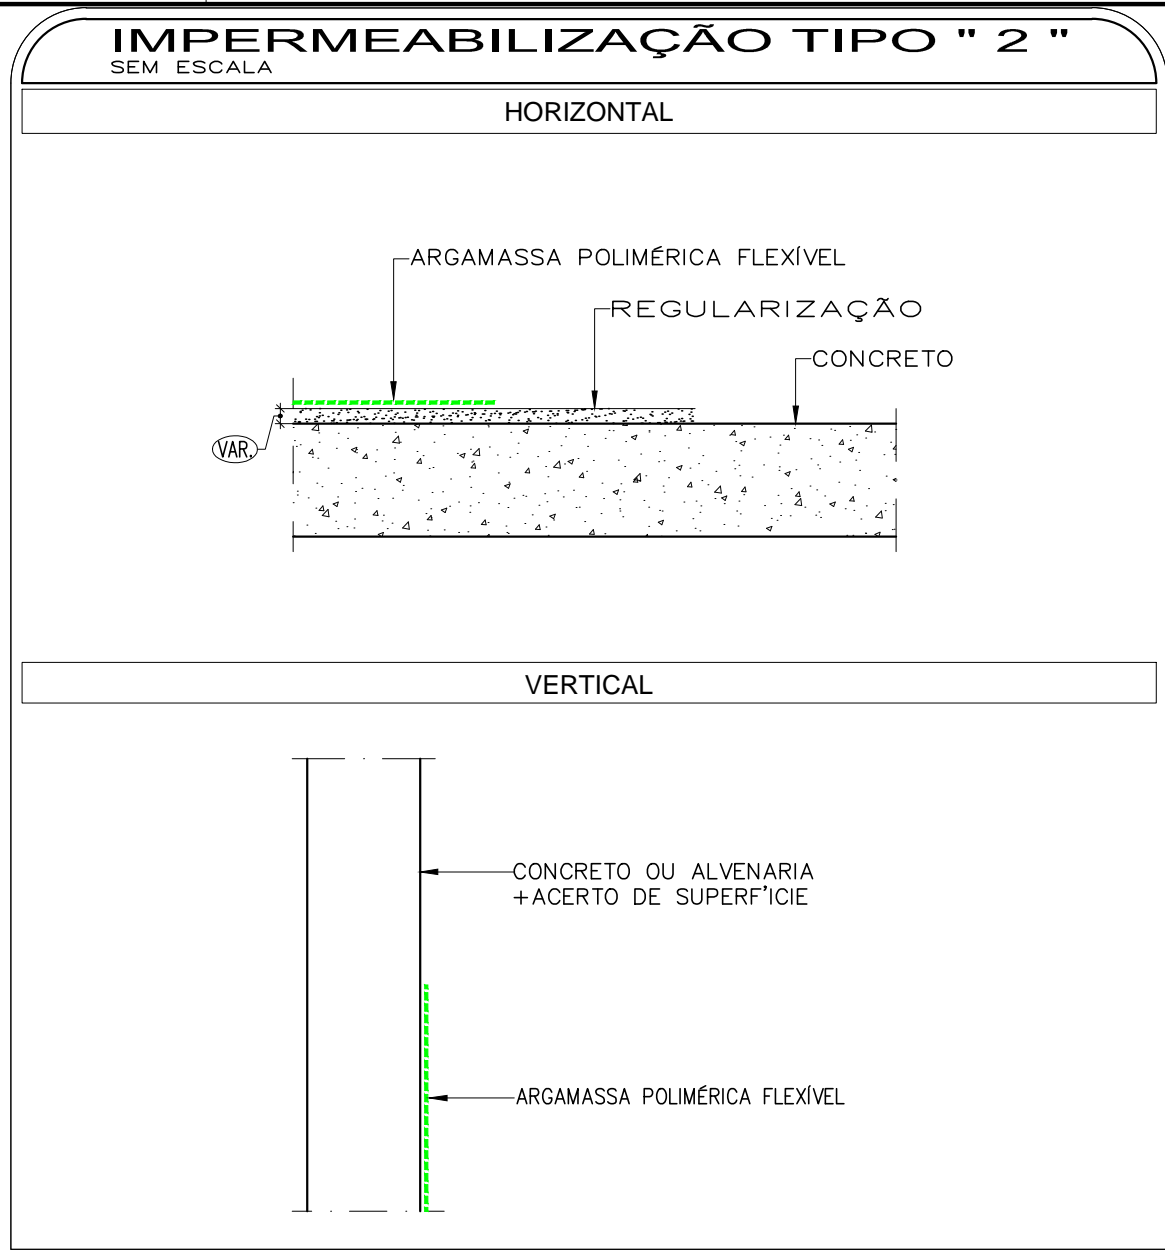 IMPERMEABILIZAÇÃO TIPO " 2 "
SEM ESCALA
HORIZONTAL
ARGAMASSA POLIMÉRICA FLEXÍVEL
REGULARIZAÇÃO
CONCRETO
VAR.
VERTICAL
CONCRETO OU ALVENARIA
+ACERTO DE SUPERF'ICIE
ARGAMASSA POLIMÉRICA FLEXÍVEL